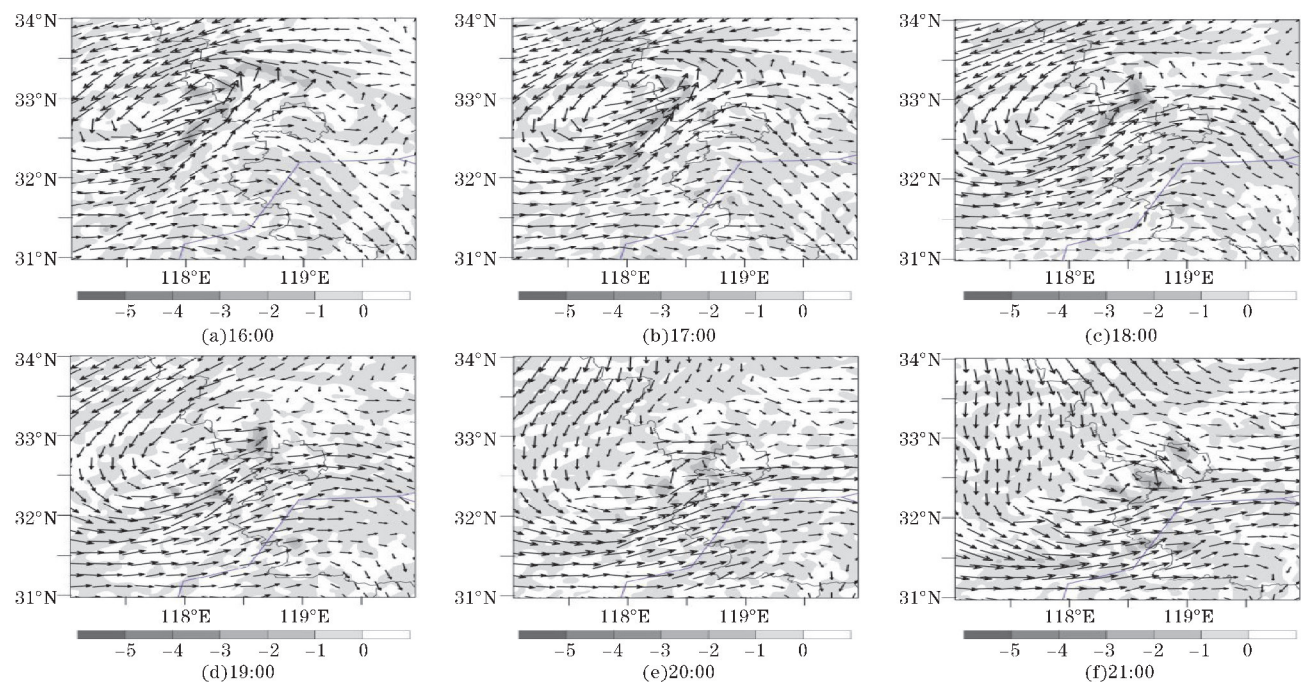 34°N 34°N 34°N
33°N 33°N 33°N
32°N 32°N 32°N
31°N 31°N 31°N
118°E 119°E 118°E 119°E 118°E 119°E
−5 −4 −3 −2 −1 0 −5 −4 −3 −2 −1 0 −5 −4 −3 −2 −1 0
(a)16:00 (b)17:00 (c)18:00
34°N 34°N 34°N
33°N 33°N 33°N
32°N 32°N 32°N
31°N 31°N 31°N
118°E 119°E 118°E 119°E 118°E 119°E
−5 −4 −3 −2 −1 0 −5 −4 −3 −2 −1 0 −5 −4 −3 −2 −1 0
(d)19:00 (e)20:00 (f)21:00